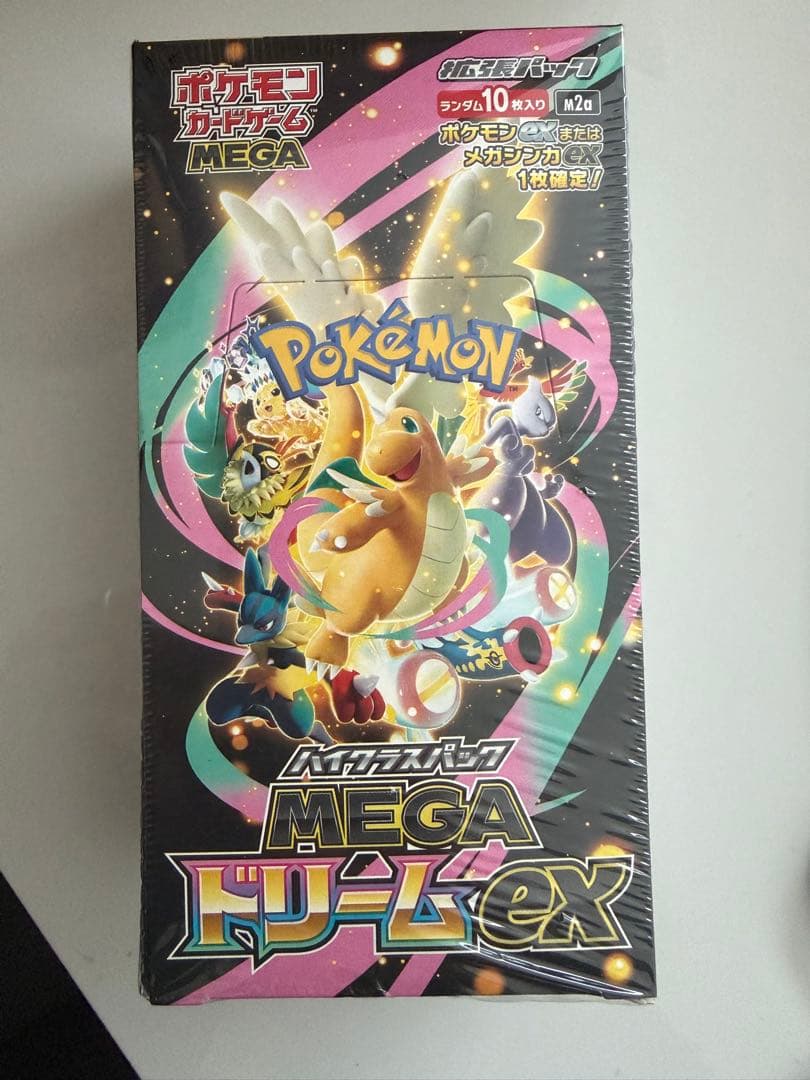 ポケモン
カードゲーム™
MEGA
拡張パック
ランダム10枚入り M2a
ポケモンexまたは
メガシンカex
1枚確定!
POKéMON™
ハイクラスパック
MEGA
ドリームex